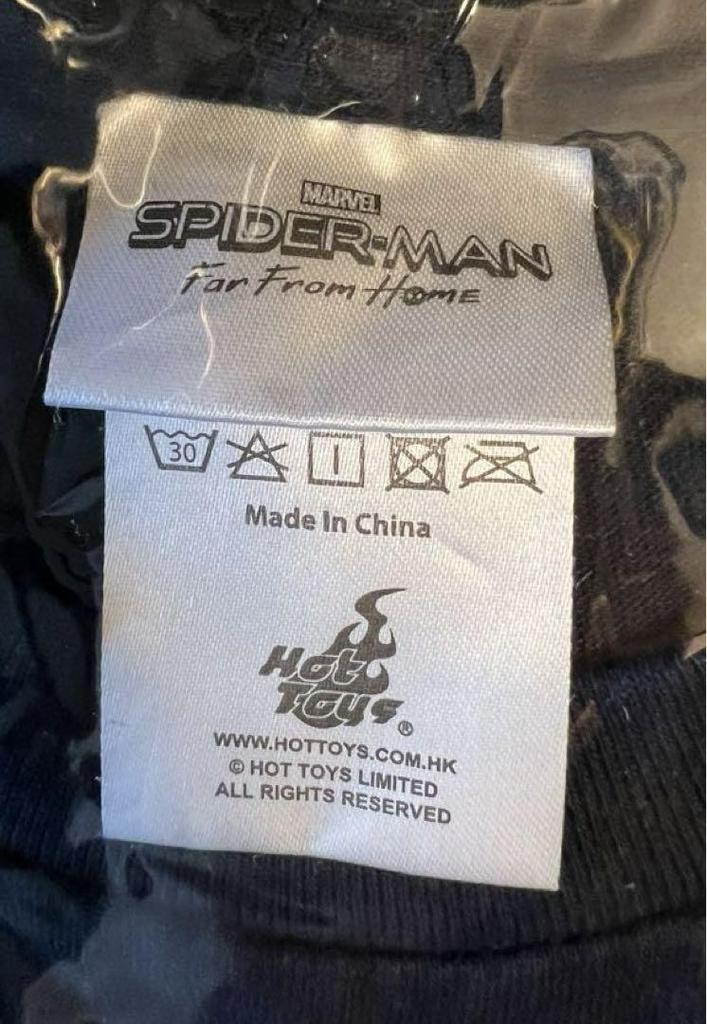 MARVEL
SPIDER-MAN
Far From HOME
30
Made In China
Hot
Toys®
WWW.HOTTOYS.COM.HK
© HOT TOYS LIMITED
ALL RIGHTS RESERVED